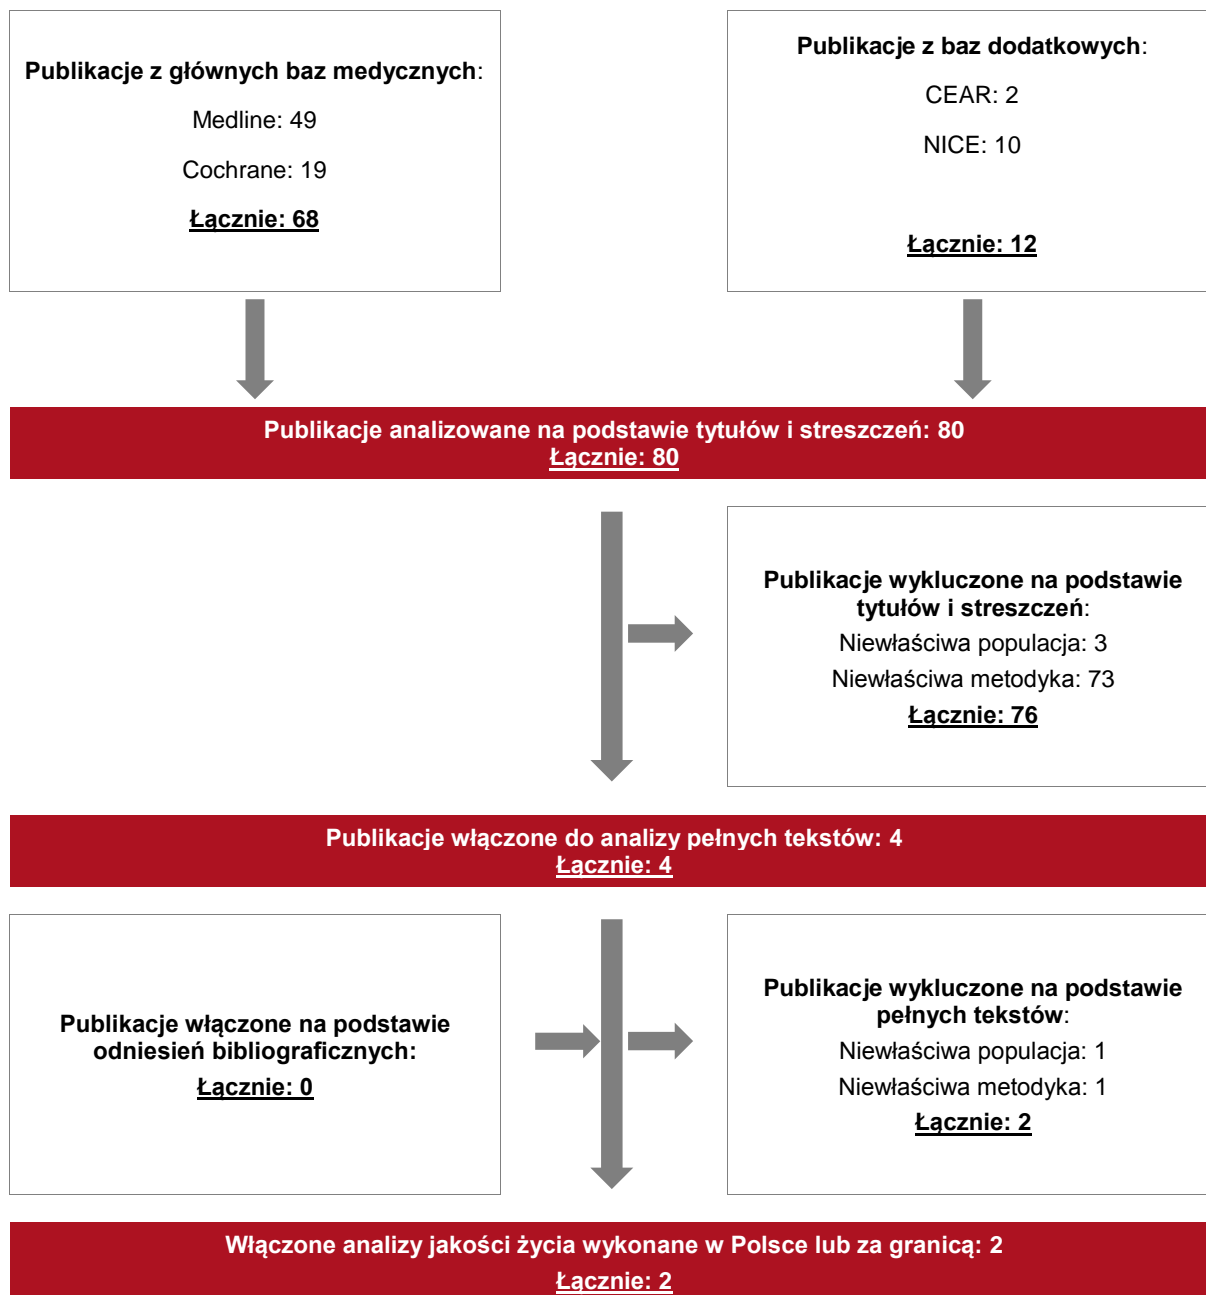 Publikacje z głównych baz medycznych:
Medline: 49
Cochrane: 19
Łącznie: 68
Publikacje z baz dodatkowych:
CEAR: 2
NICE: 10
Łącznie: 12
Publikacje analizowane na podstawie tytułów i streszczeń: 80
Łącznie: 80
Publikacje wykluczone na podstawie
tytułów i streszczeń:
Niewłaściwa populacja: 3
Niewłaściwa metodyka: 73
Łącznie: 76
Publikacje włączone do analizy pełnych tekstów: 4
Łącznie: 4
Publikacje włączone na podstawie
odniesień bibliograficznych:
Łącznie: 0
Publikacje wykluczone na podstawie
pełnych tekstów:
Niewłaściwa populacja: 1
Niewłaściwa metodyka: 1
Łącznie: 2
Włączone analizy jakości życia wykonane w Polsce lub za granicą: 2
Łącznie: 2